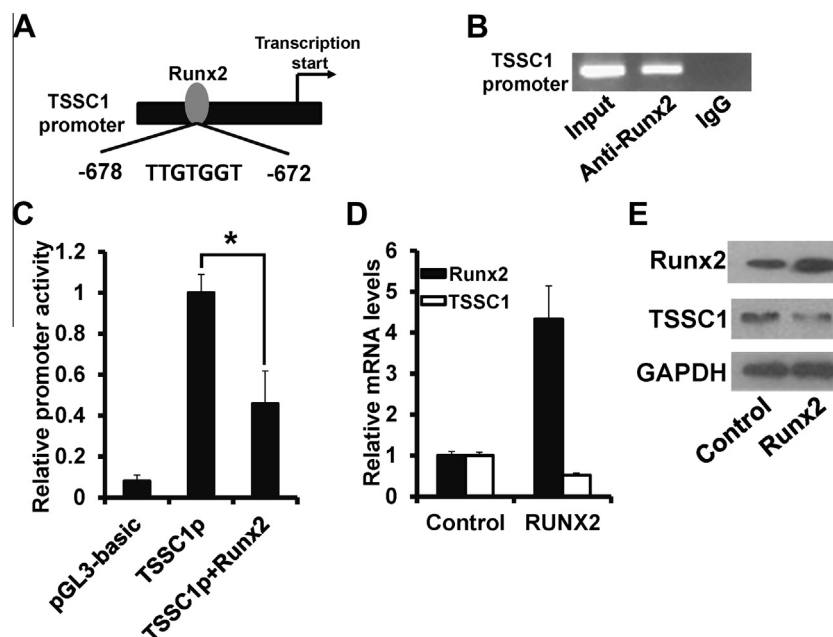 A
Transcription
start
Runx2
TSSC1
promoter
-678 TTGTGGT -672
B
TSSC1
promoter
Input
Anti-Runx2
IgG
C
Relative promoter activity
1.2
1
0.8
0.6
0.4
0.2
0
*
pGL3-basic
TSSC1p
TSSC1p+Runx2
D
Relative mRNA levels
6
5
4
3
2
1
0
Runx2
TSSC1
Control
RUNX2
E
Runx2
TSSC1
GAPDH
Control
Runx2